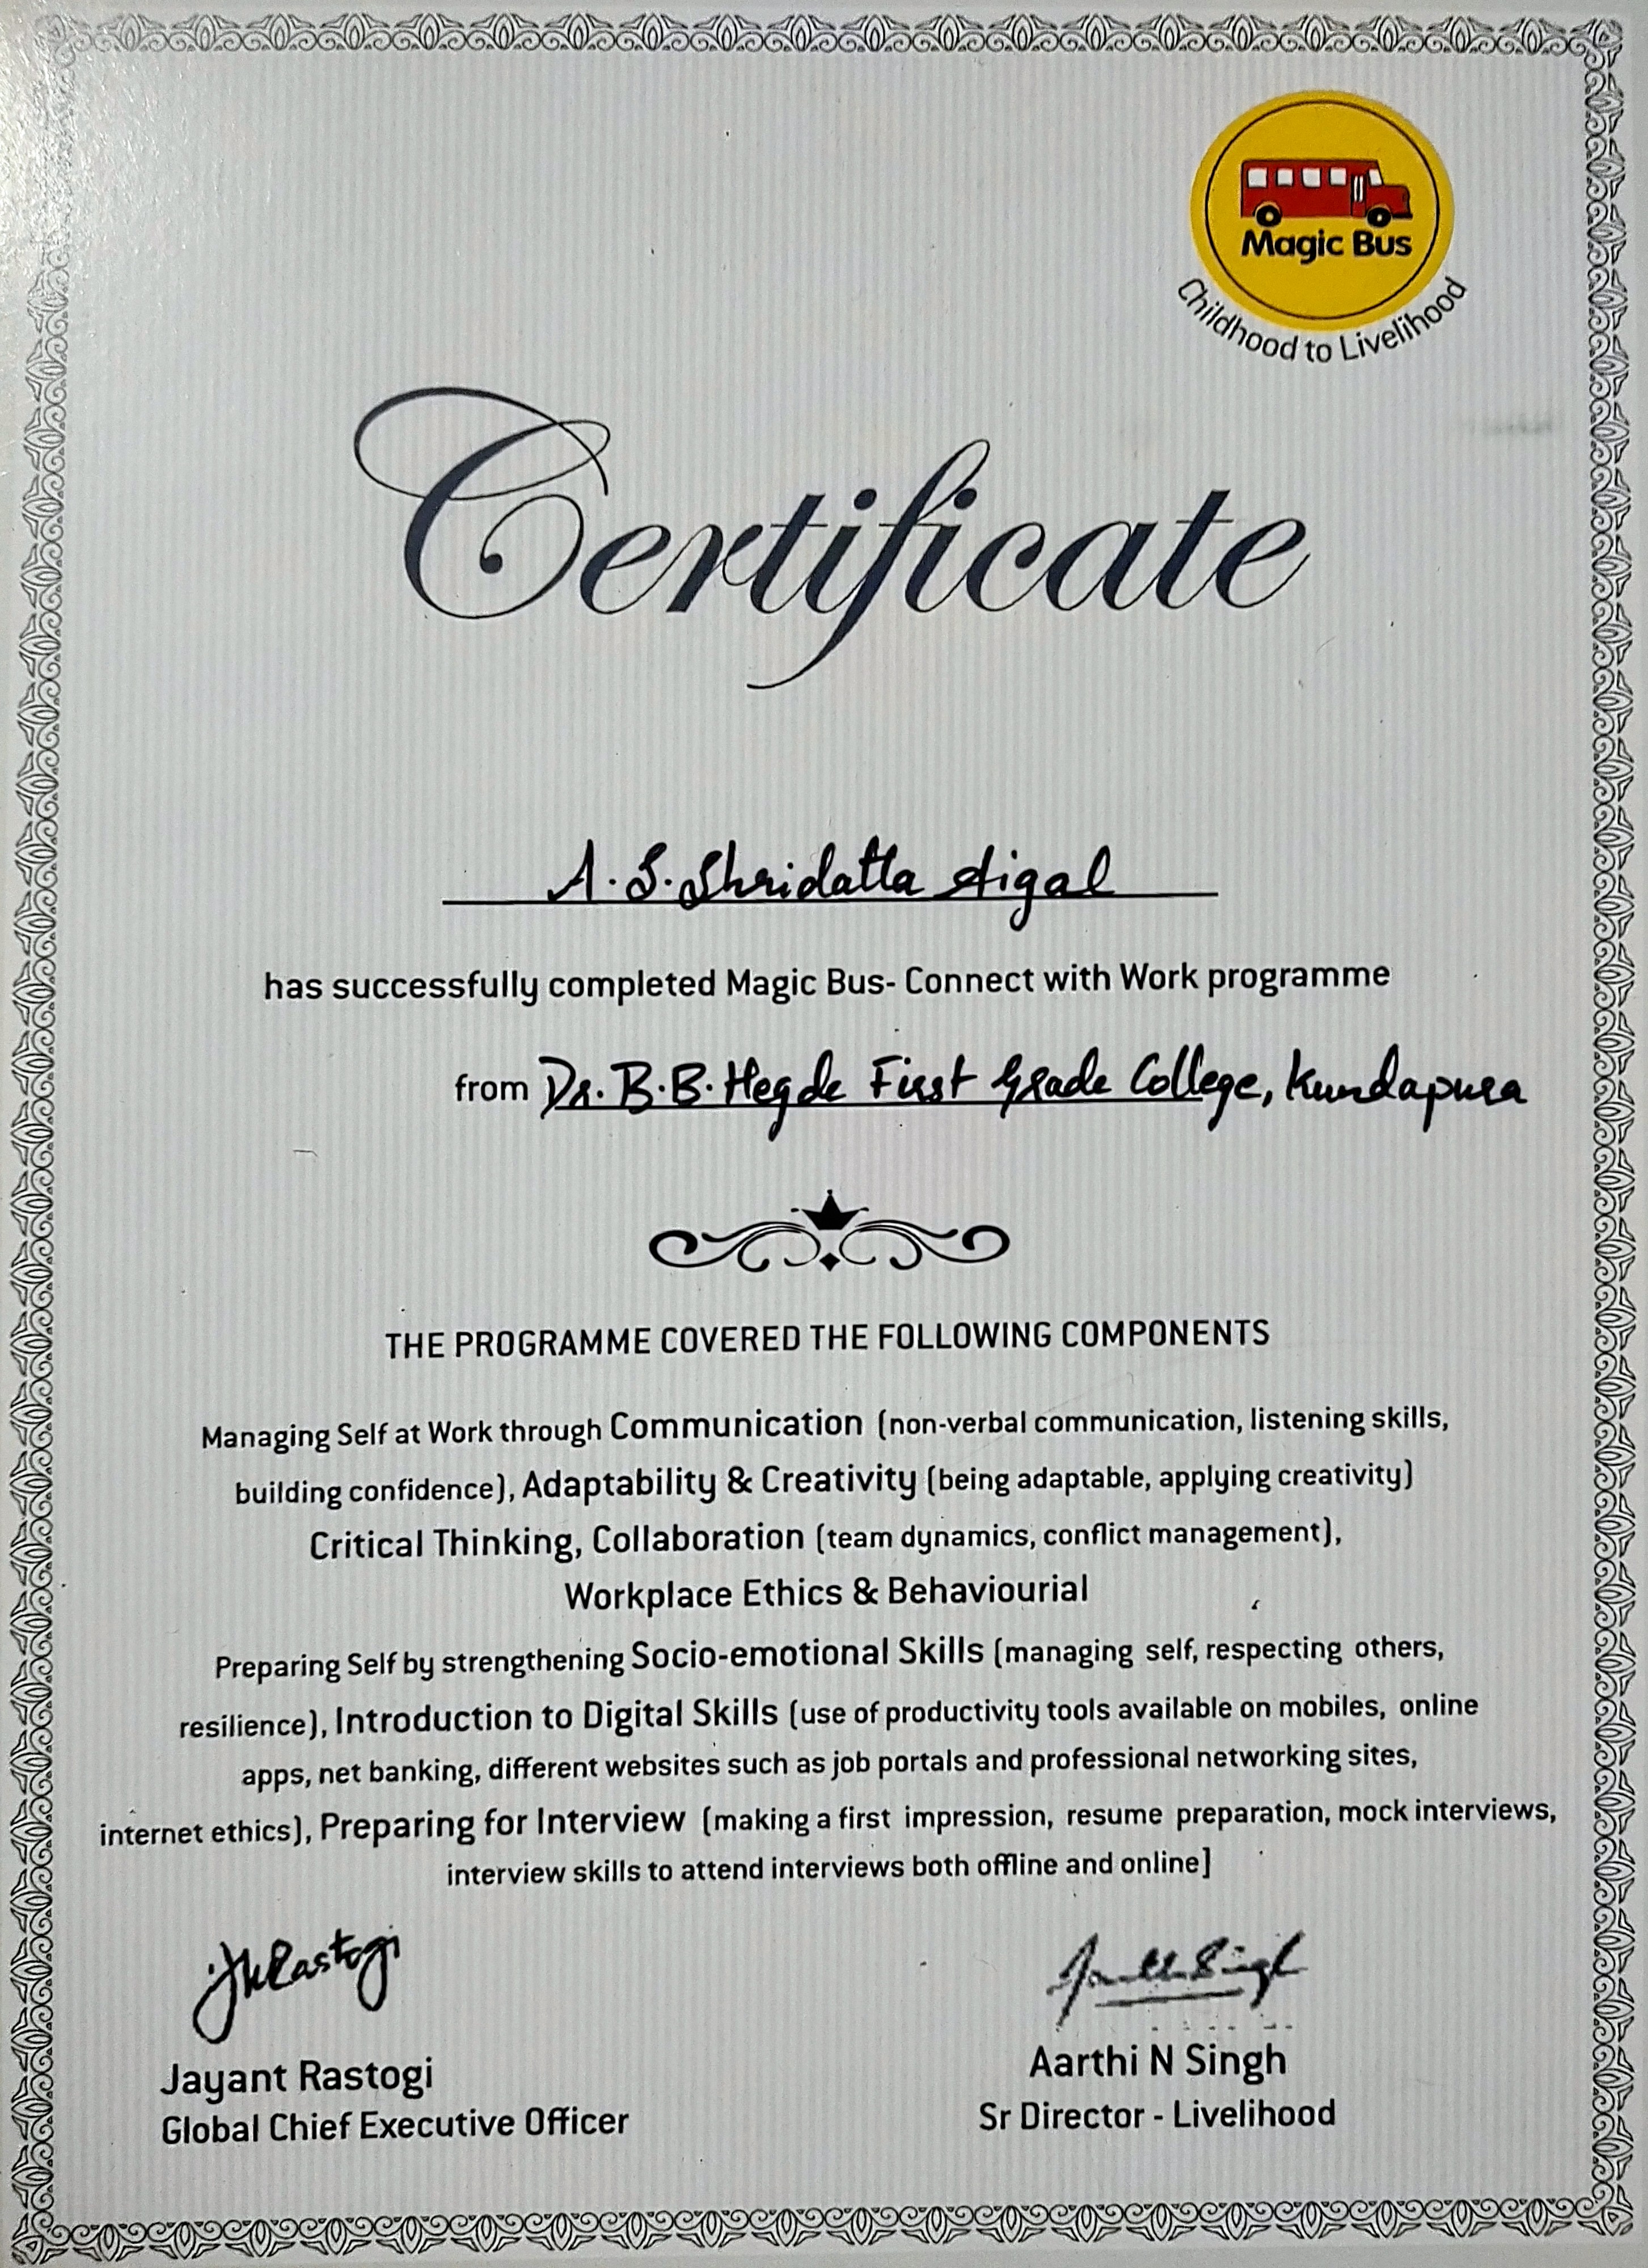 Magic Bus
Childhood to Livelihood
Certificate
A. S. Shridatta Aigal
has successfully completed Magic Bus- Connect with Work programme
from Dr. B.B. Hegde First Grade College, Kundapura
THE PROGRAMME COVERED THE FOLLOWING COMPONENTS
Managing Self at Work through Communication (non-verbal communication, listening skills,
building confidence), Adaptability & Creativity (being adaptable, applying creativity)
Critical Thinking, Collaboration (team dynamics, conflict management),
Workplace Ethics & Behaviourial
Preparing Self by strengthening Socio-emotional Skills (managing self, respecting others,
resilience), Introduction to Digital Skills (use of productivity tools available on mobiles, online
apps, net banking, different websites such as job portals and professional networking sites,
internet ethics), Preparing for Interview (making a first impression, resume preparation, mock interviews,
interview skills to attend interviews both offline and online]
JKRastogi
Jayant Rastogi
Global Chief Executive Officer
Aarthi N Singh
Sr Director - Livelihood